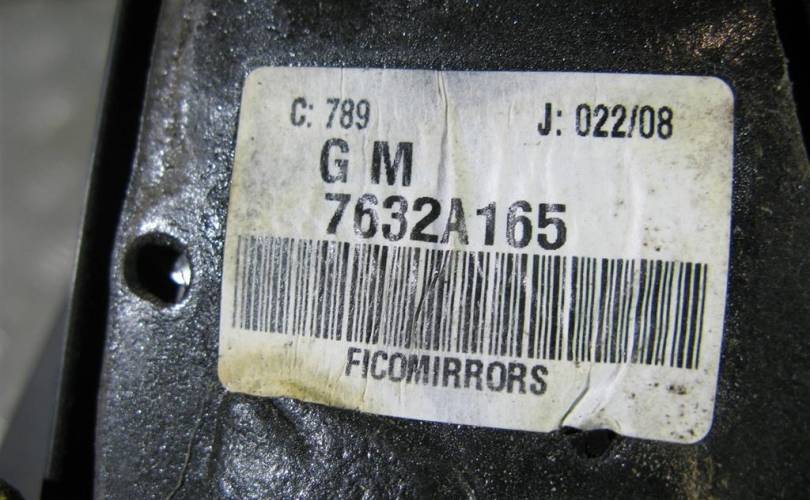 C: 789 J: 022/08
G M
7632A165
FICOMIRRORS